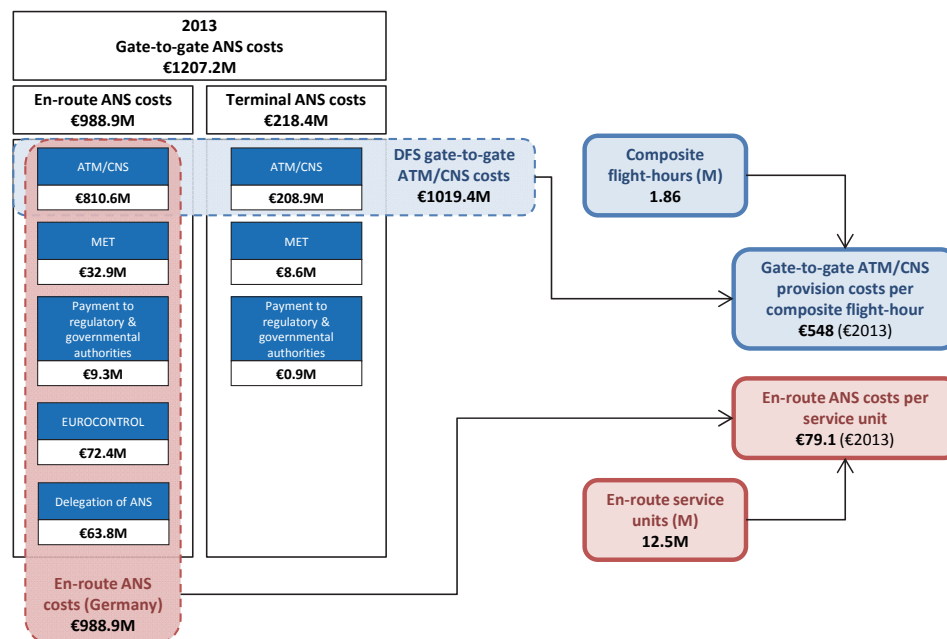 2013
Gate-to-gate ANS costs
€1207.2M
En-route ANS costs
€988.9M
Terminal ANS costs
€218.4M
ATM/CNS
€810.6M
MET
€32.9M
Payment to
regulatory &
governmental
authorities
€9.3M
EUROCONTROL
€72.4M
Delegation of ANS
€63.8M
En-route ANS
costs (Germany)
€988.9M
ATM/CNS
€208.9M
MET
€8.6M
Payment to
regulatory &
governmental
authorities
€0.9M
DFS gate-to-gate
ATM/CNS costs
€1019.4M
Composite
flight-hours (M)
1.86
Gate-to-gate ATM/CNS
provision costs per
composite flight-hour
€548 (€2013)
En-route ANS costs per
service unit
€79.1 (€2013)
En-route service
units (M)
12.5M